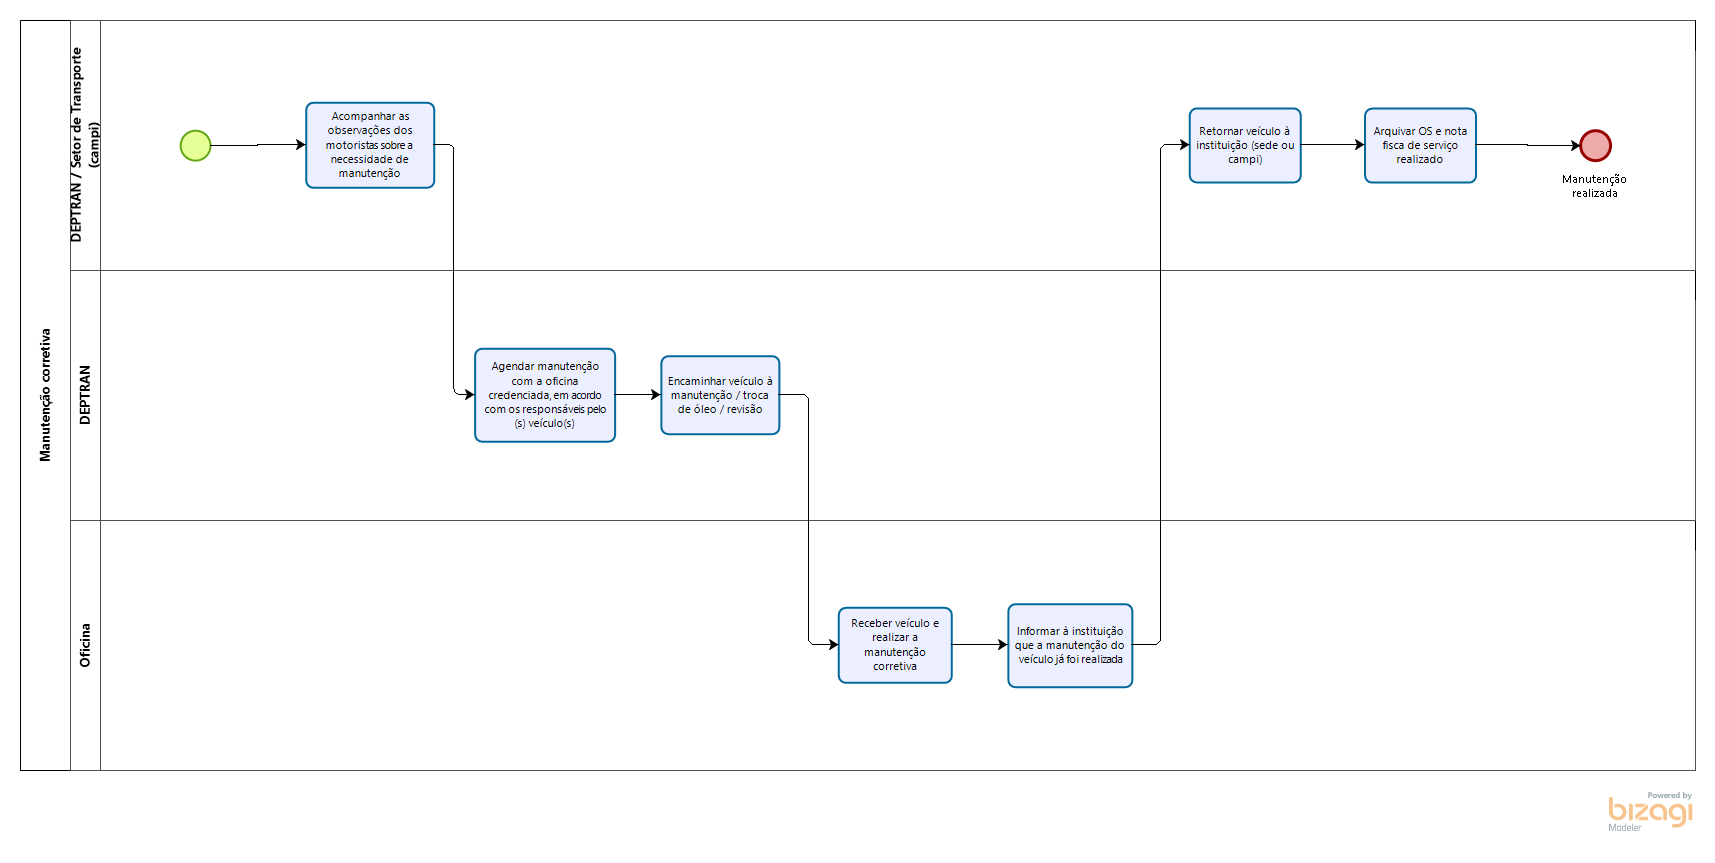 Manutenção corretiva
DEPTRAN / Setor de Transporte
(campi)
Acompanhar as
observações dos
motoristas sobre a
necessidade de
manutenção
Retornar veículo à
instituição (sede ou
campi)
Arquivar OS e nota
fisca de serviço
realizado
Manutenção
realizada
DEPTRAN
Agendar manutenção
com a oficina
credenciada, em acordo
com os responsáveis pelo
(s) veículo(s)
Encaminhar veículo à
manutenção / troca
de óleo / revisão
Oficina
Receber veículo e
realizar a
manutenção
corretiva
Informar à instituição
que a manutenção do
veículo já foi realizada
Powered by
bizagi
Modeler